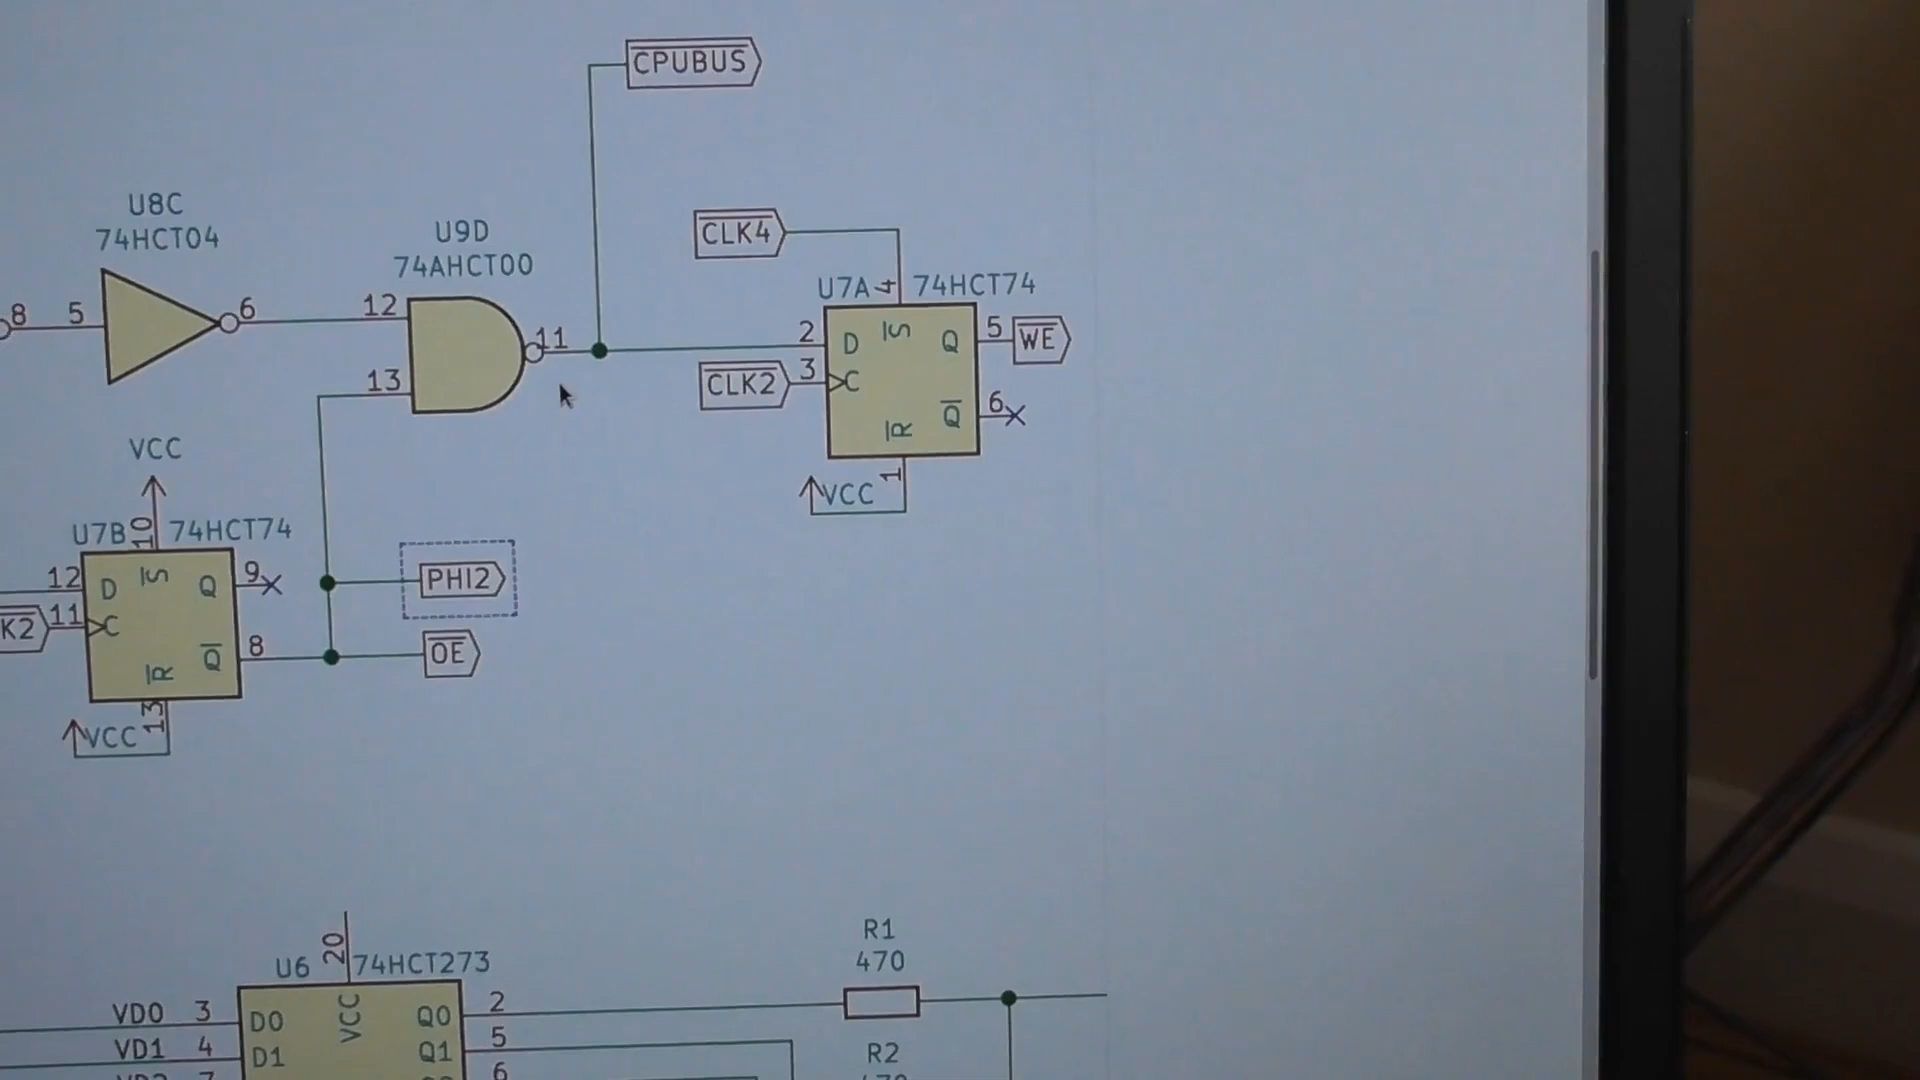 CPUBUS
U8C
74HCT04
8
5
6
U9D
74AHCT00
12
13
11
CLK4
U7A
4
74HCT74
2
D
S
Q
5
WE
CLK2
3
C
R
Q
6
1
VCC
VCC
U7B
10
74HCT74
12
D
S
Q
9
K2
11
C
R
Q
8
13
VCC
PHI2
OE
R1
470
U6
20
74HCT273
VCC
VD0
3
D0
Q0
2
VD1
4
D1
Q1
5
6
R2